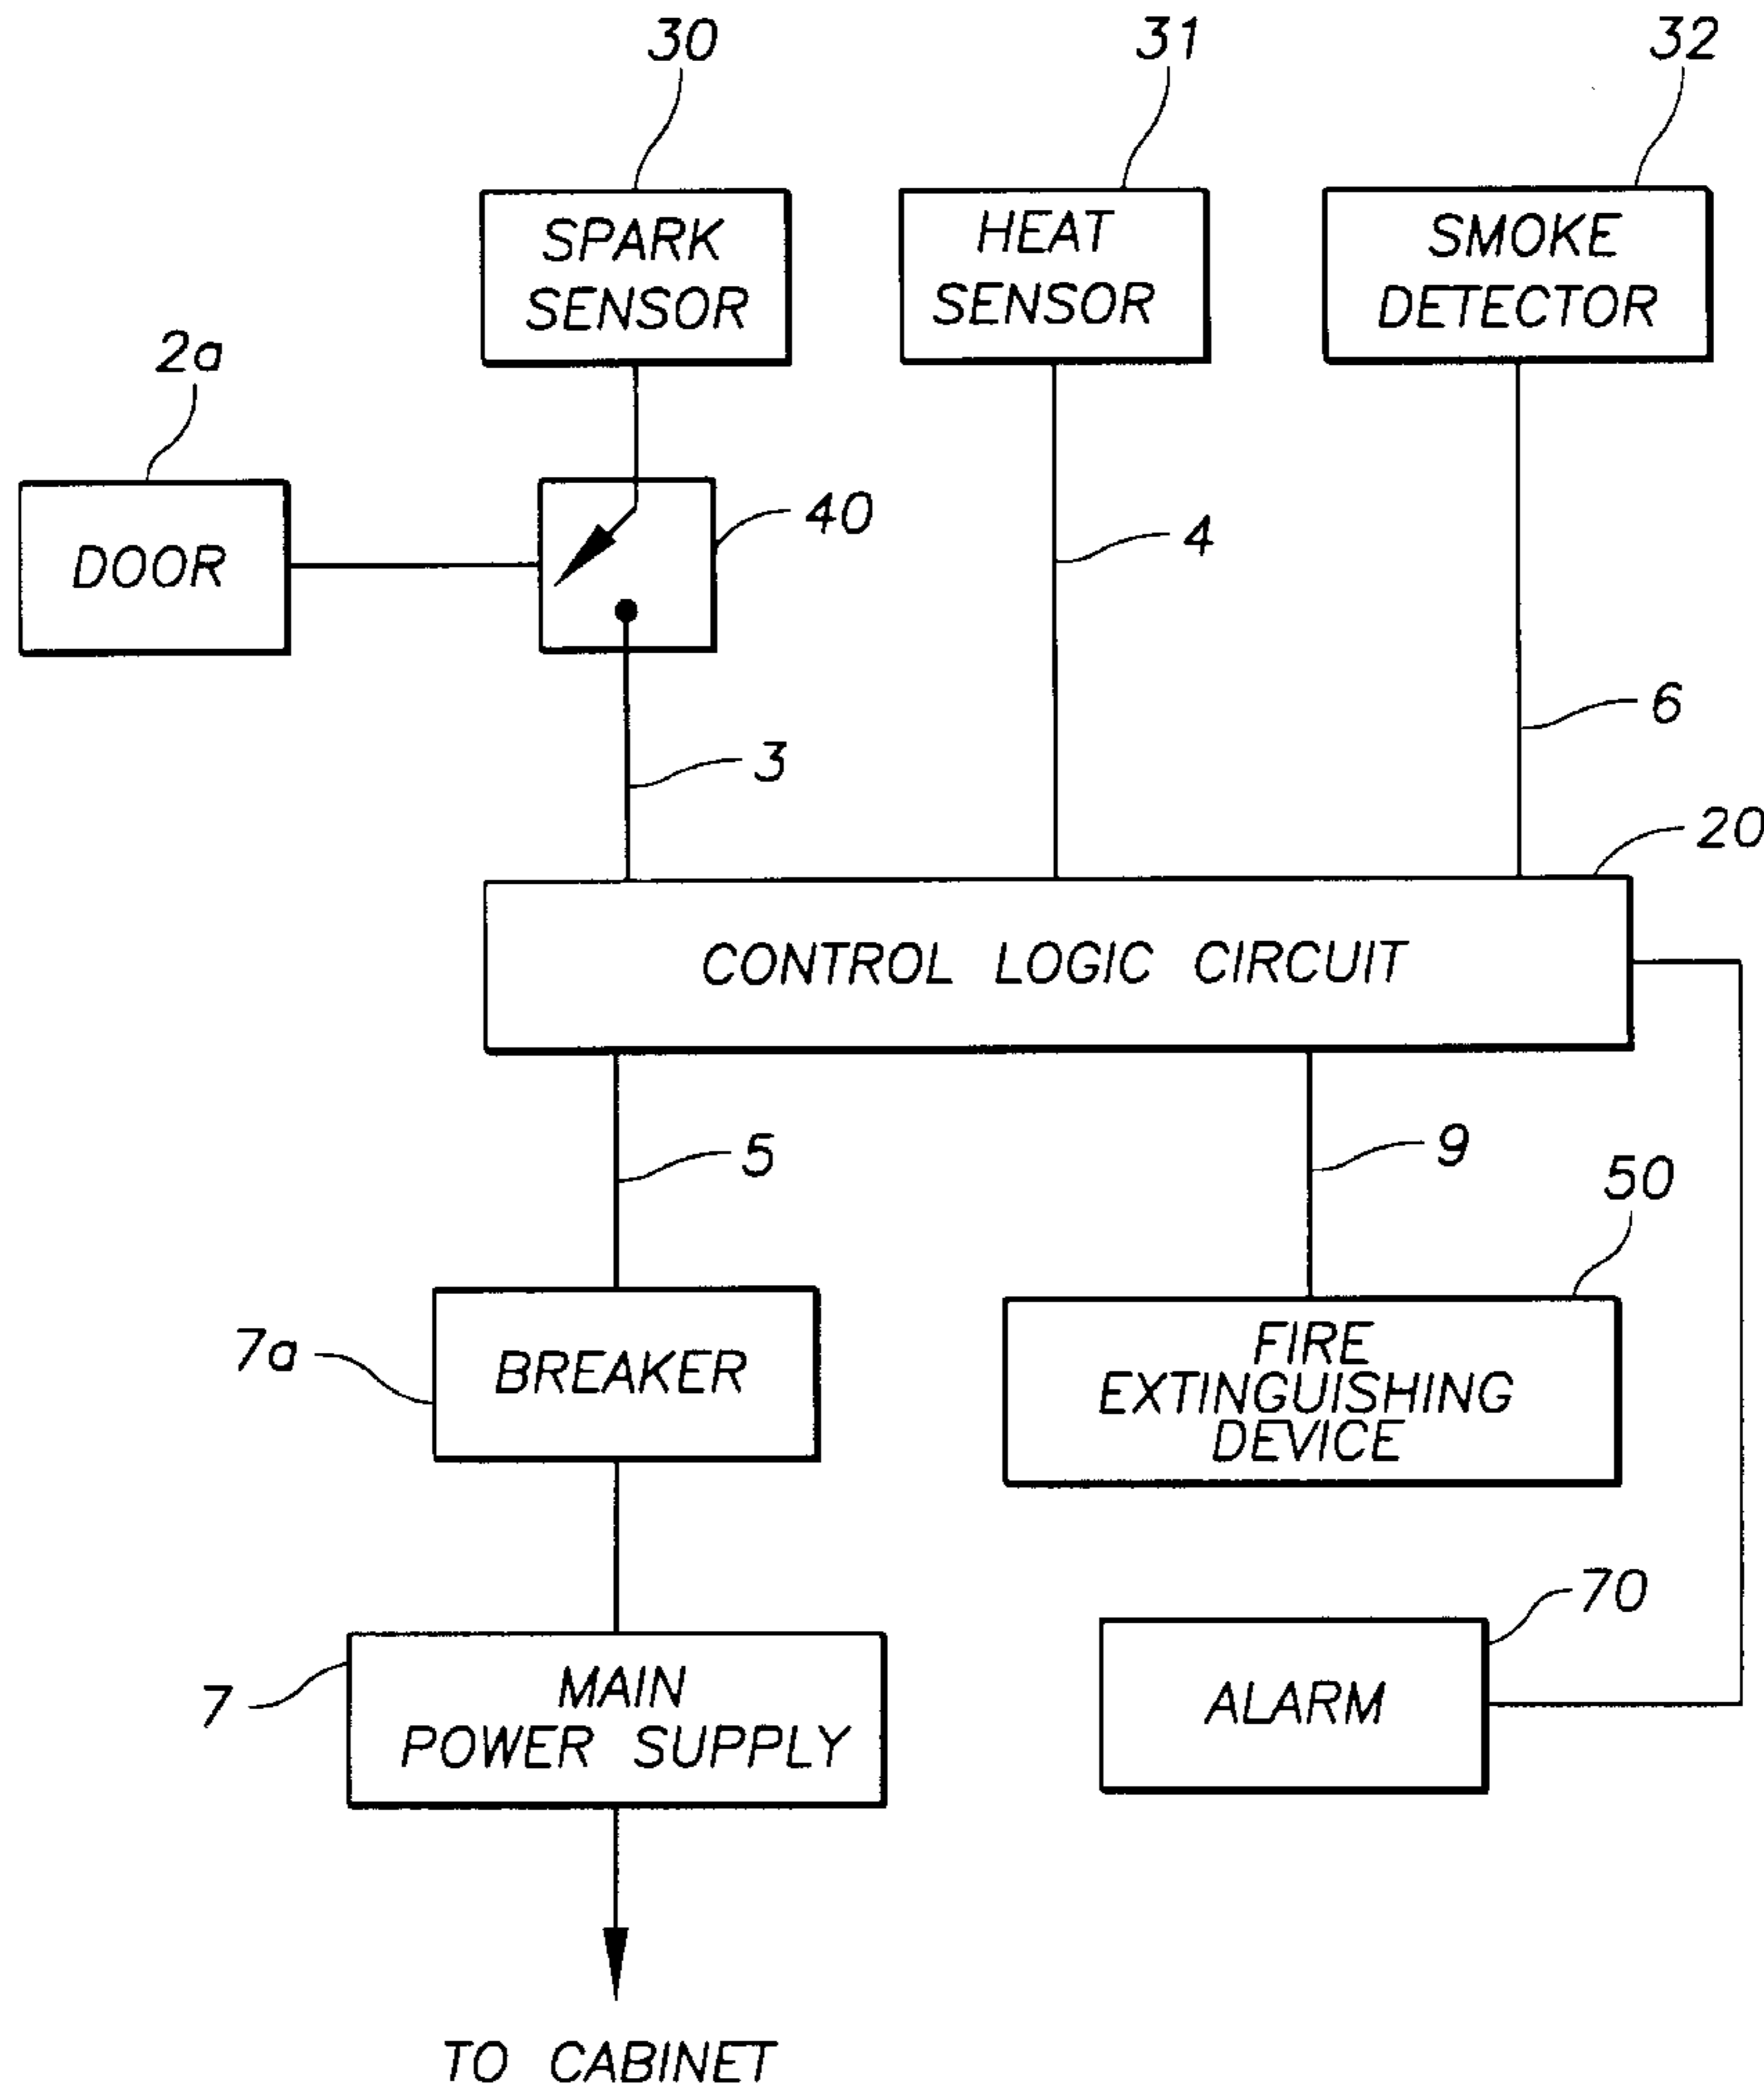 30
31
32
SPARK
SENSOR
HEAT
SENSOR
SMOKE
DETECTOR
2a
DOOR
40
4
3
6
20
CONTROL LOGIC CIRCUIT
5
9
50
7a
BREAKER
FIRE
EXTINGUISHING
DEVICE
70
7
MAIN
POWER SUPPLY
ALARM
TO CABINET